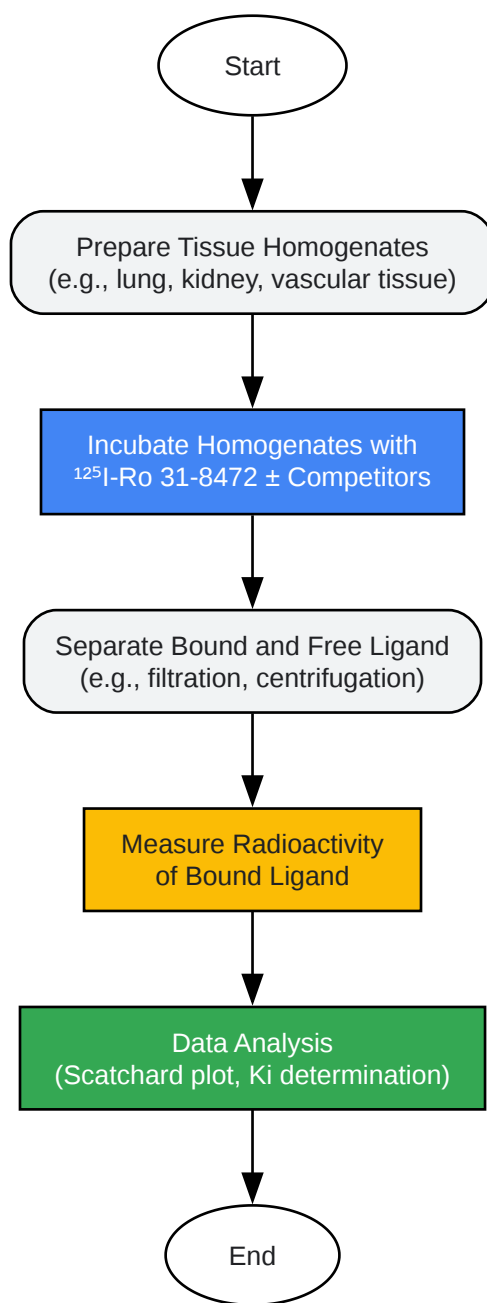 Start
Prepare Tissue Homogenates
(e.g., lung, kidney, vascular tissue)
Incubate Homogenates with
¹²⁵I-Ro 31-8472 ± Competitors
Separate Bound and Free Ligand
(e.g., filtration, centrifugation)
Measure Radioactivity
of Bound Ligand
Data Analysis
(Scatchard plot, Ki determination)
End